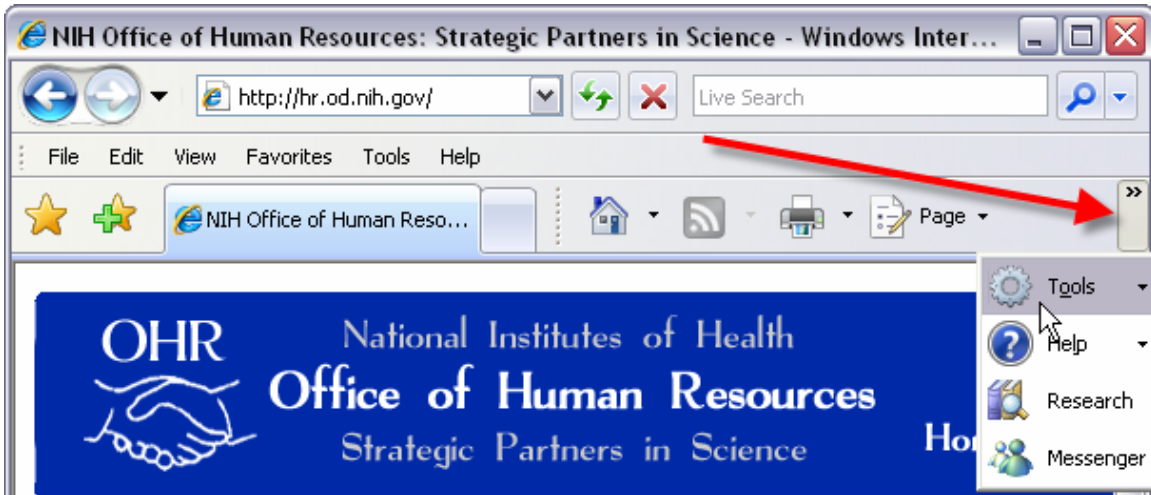 NIH Office of Human Resources: Strategic Partners in Science - Windows Inter...
http://hr.od.nih.gov/ Live Search
File Edit View Favorites Tools Help
NIH Office of Human Reso... Page »
Tools
Help
Research
Messenger
OHR
National Institutes of Health
Office of Human Resources
Strategic Partners in Science